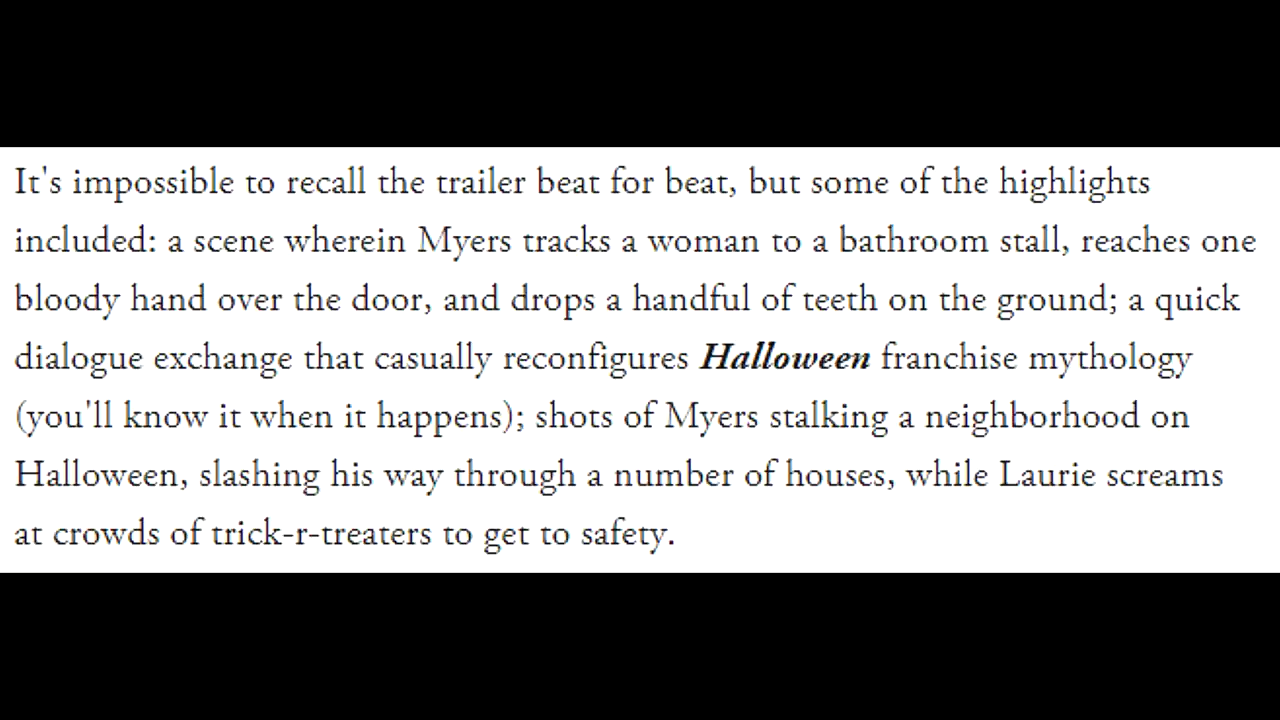 It's impossible to recall the trailer beat for beat, but some of the highlights
included: a scene wherein Myers tracks a woman to a bathroom stall, reaches one
bloody hand over the door, and drops a handful of teeth on the ground; a quick
dialogue exchange that casually reconfigures Halloween franchise mythology
(you'll know it when it happens); shots of Myers stalking a neighborhood on
Halloween, slashing his way through a number of houses, while Laurie screams
at crowds of trick-r-treaters to get to safety.